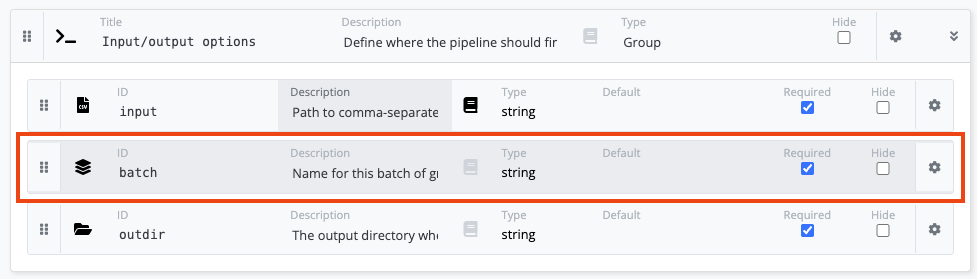 Title Description Type Hide
Input/output options Define where the pipeline should fir Group
ID Description Type Default Required Hide
input Path to comma-separate string
ID Description Type Default Required Hide
batch Name for this batch of gr string
ID Description Type Default Required Hide
outdir The output directory whe string